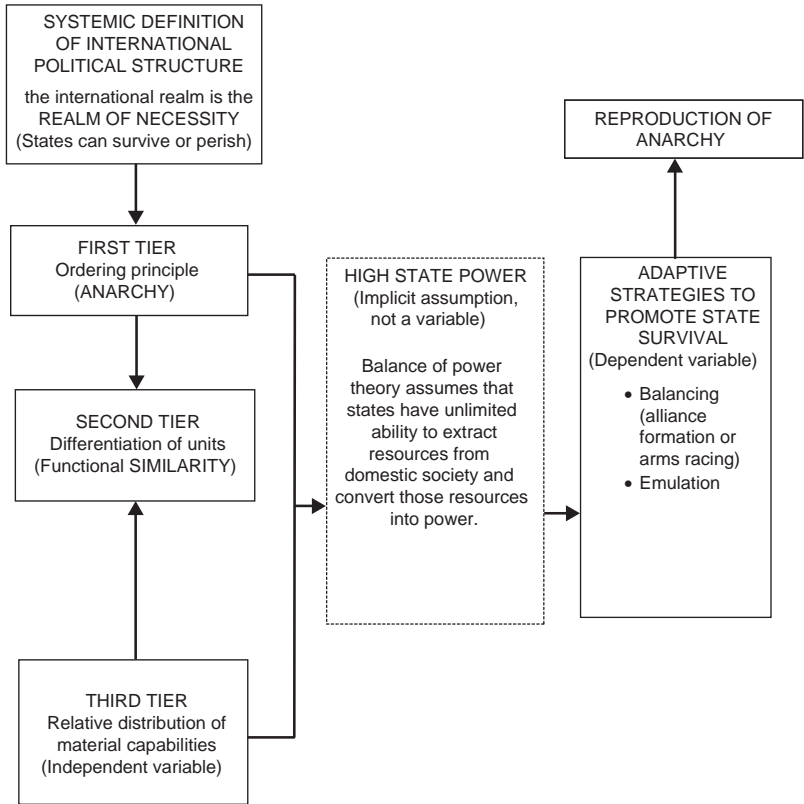 SYSTEMIC DEFINITION
OF INTERNATIONAL
POLITICAL STRUCTURE
the international realm is the
REALM OF NECESSITY
(States can survive or perish)
FIRST TIER
Ordering principle
(ANARCHY)
SECOND TIER
Differentiation of units
(Functional SIMILARITY)
THIRD TIER
Relative distribution of
material capabilities
(Independent variable)
HIGH STATE POWER
(Implicit assumption,
not a variable)
Balance of power
theory assumes that
states have unlimited
ability to extract
resources from
domestic society and
convert those resources
into power.
REPRODUCTION OF
ANARCHY
ADAPTIVE
STRATEGIES TO
PROMOTE STATE
SURVIVAL
(Dependent variable)
• Balancing
(alliance
formation or
arms racing)
• Emulation